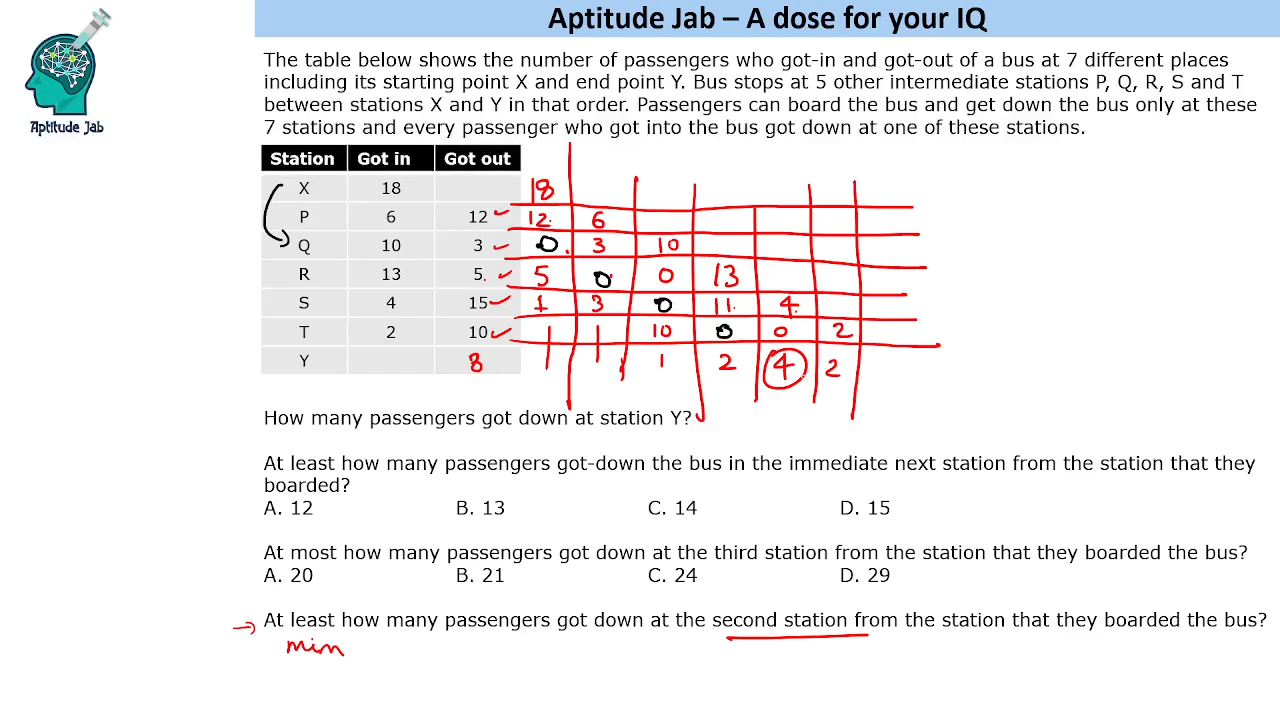 Aptitude Jab – A dose for your IQ
Aptitude Jab
The table below shows the number of passengers who got-in and got-out of a bus at 7 different places
including its starting point X and end point Y. Bus stops at 5 other intermediate stations P, Q, R, S and T
between stations X and Y in that order. Passengers can board the bus and get down the bus only at these
7 stations and every passenger who got into the bus got down at one of these stations.
Station Got in Got out
X 18 18
P 6 12 12 6
Q 10 3 0 3 10
R 13 5 5 0 0 13
S 4 15 1 3 0 11 4
T 2 10 1 1 10 0 0 2
Y 8 1 1 1 2 4 2
How many passengers got down at station Y?
At least how many passengers got-down the bus in the immediate next station from the station that they
boarded?
A. 12 B. 13 C. 14 D. 15
At most how many passengers got down at the third station from the station that they boarded the bus?
A. 20 B. 21 C. 24 D. 29
At least how many passengers got down at the second station from the station that they boarded the bus?
mim